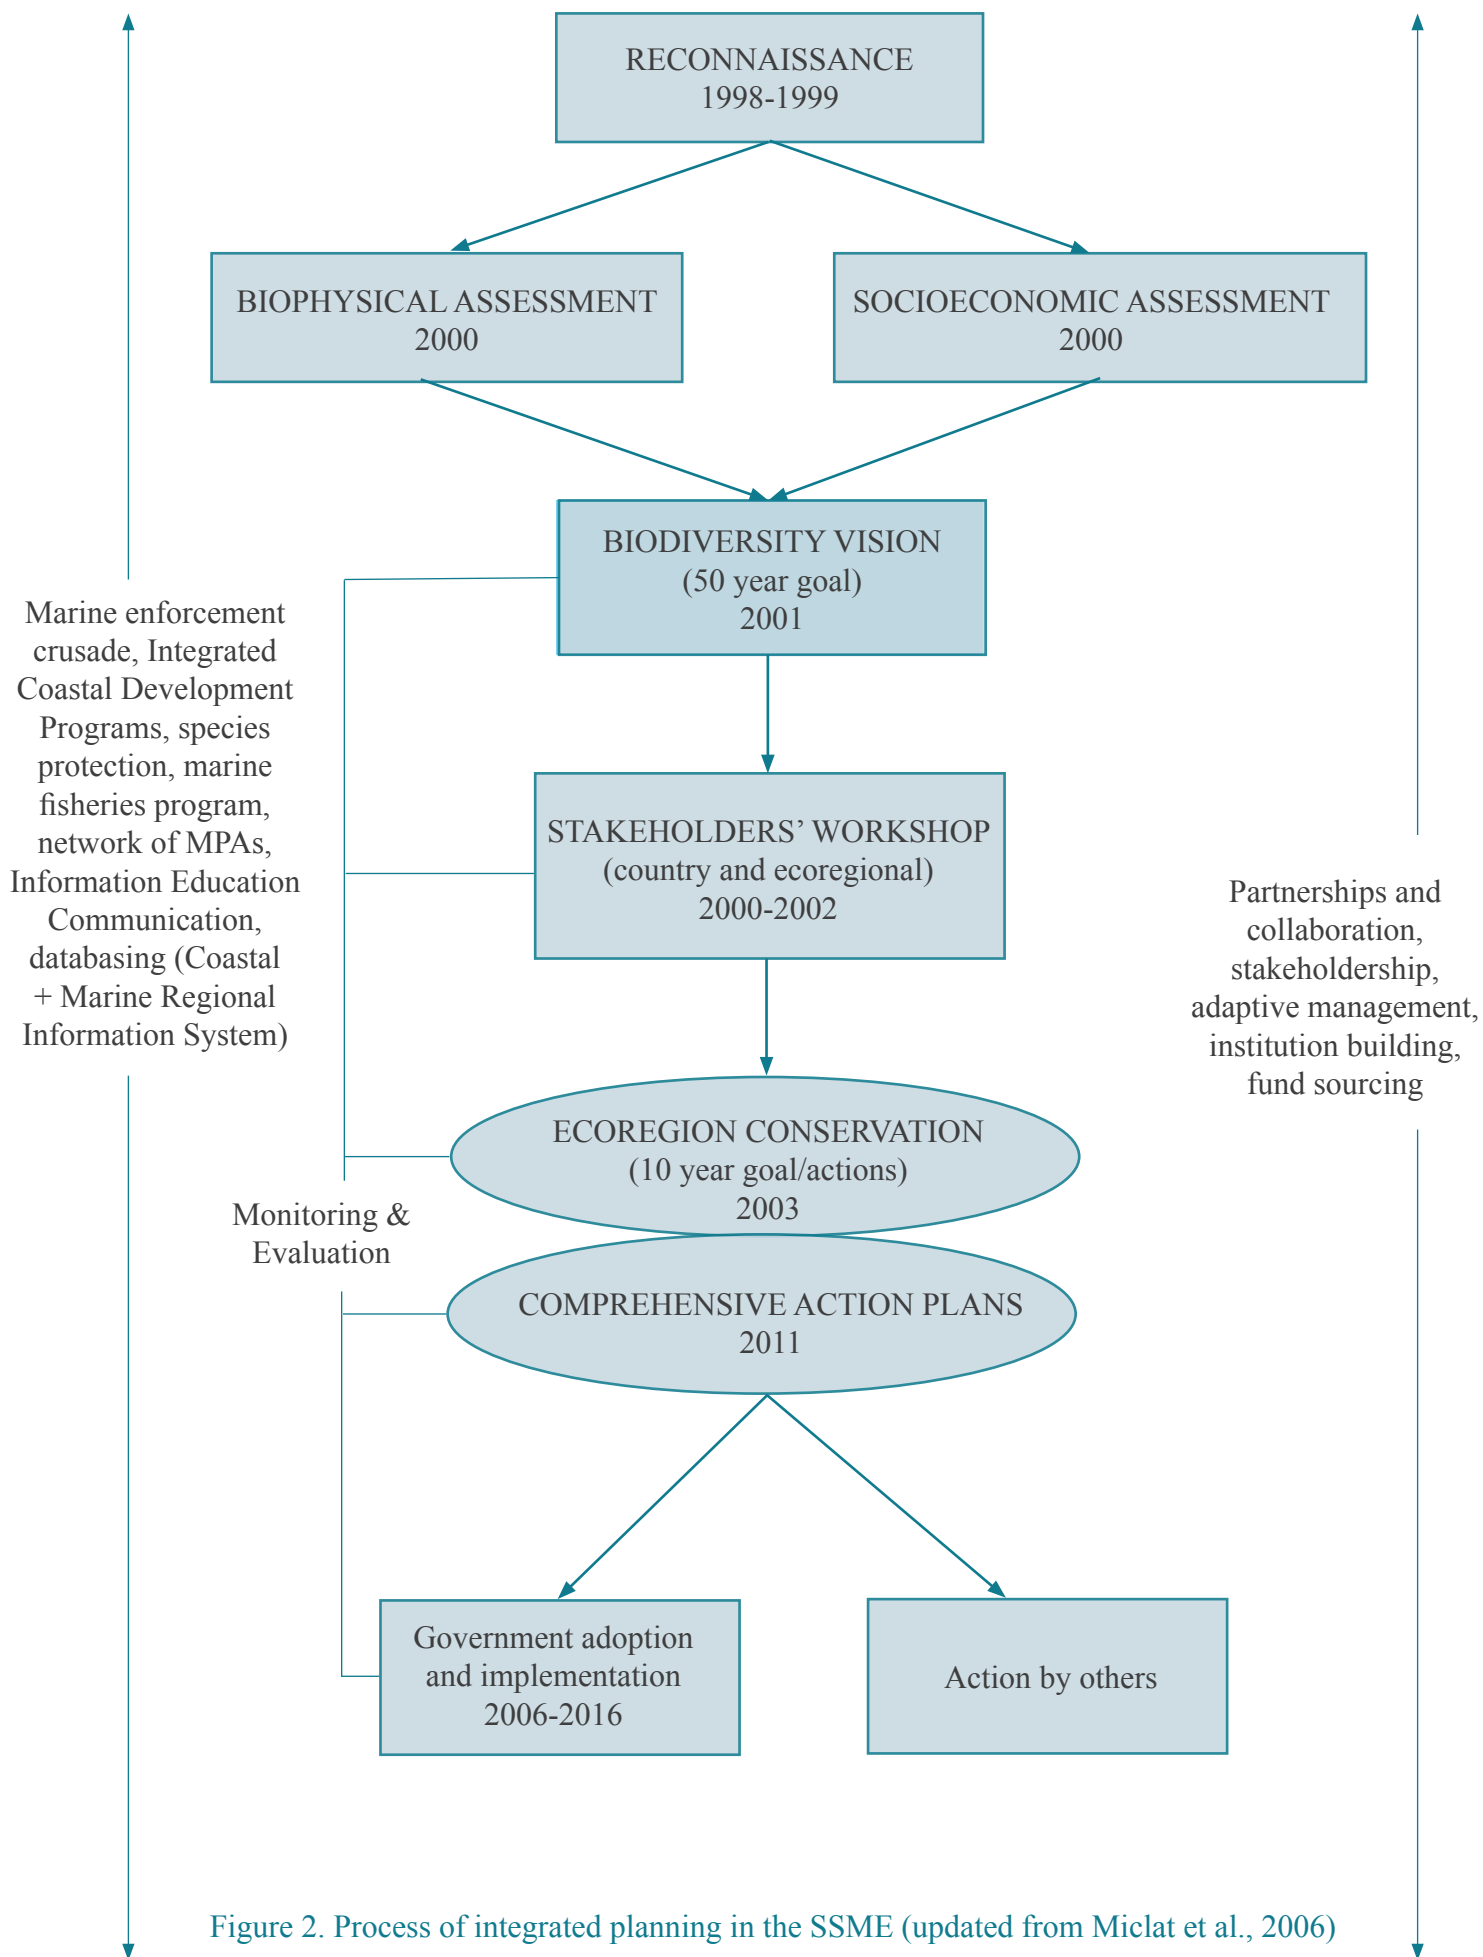 RECONNAISSANCE
1998-1999
BIOPHYSICAL ASSESSMENT
2000
SOCIOECONOMIC ASSESSMENT
2000
BIODIVERSITY VISION
(50 year goal)
2001
Marine enforcement
crusade, Integrated
Coastal Development
Programs, species
protection, marine
fisheries program,
network of MPAs,
Information Education
Communication,
databasing (Coastal
+ Marine Regional
Information System)
STAKEHOLDERS’ WORKSHOP
(country and ecoregional)
2000-2002
Partnerships and
collaboration,
stakeholdership,
adaptive management,
institution building,
fund sourcing
ECOREGION CONSERVATION
(10 year goal/actions)
2003
Monitoring &
Evaluation
COMPREHENSIVE ACTION PLANS
2011
Government adoption
and implementation
2006-2016
Action by others
Figure 2. Process of integrated planning in the SSME (updated from Miclat et al., 2006)